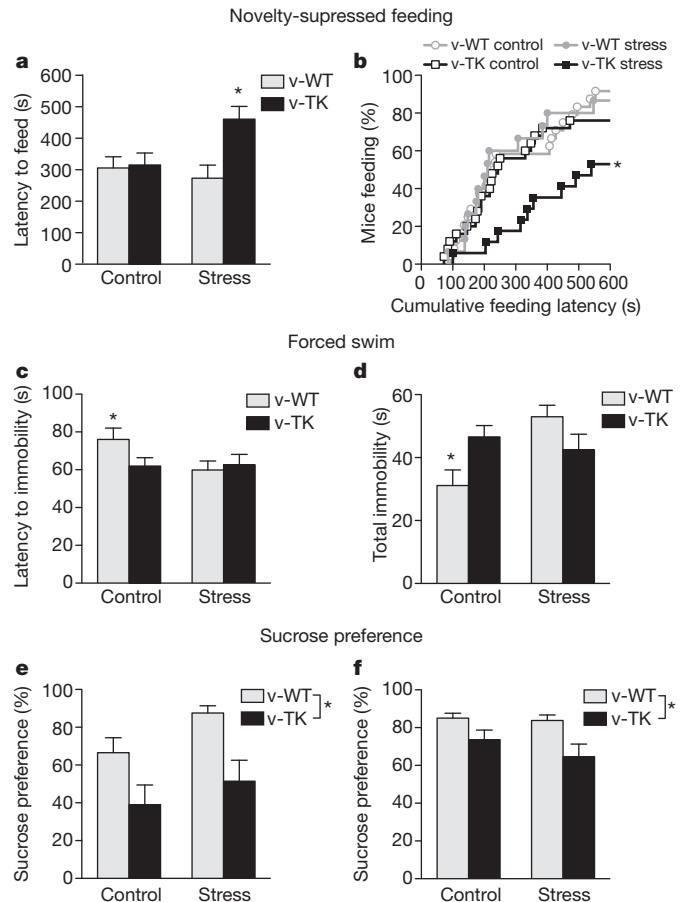 Novelty-supressed feeding
a
Latency to feed (s)
600
500
400
300
200
100
0
*
v-WT
v-TK
Control Stress
b
v-WT control v-WT stress
v-TK control v-TK stress
Mice feeding (%)
100
80
60
40
20
0
*
0 100 200 300 400 500 600
Cumulative feeding latency (s)
Forced swim
c
Latency to immobility (s)
100
80
60
40
20
0
*
v-WT
v-TK
Control Stress
d
Total immobility (s)
60
40
20
0
*
v-WT
v-TK
Control Stress
Sucrose preference
e
Sucrose preference (%)
100
80
60
40
20
0
v-WT
v-TK
*
Control Stress
f
Sucrose preference (%)
100
80
60
40
20
0
v-WT
v-TK
*
Control Stress